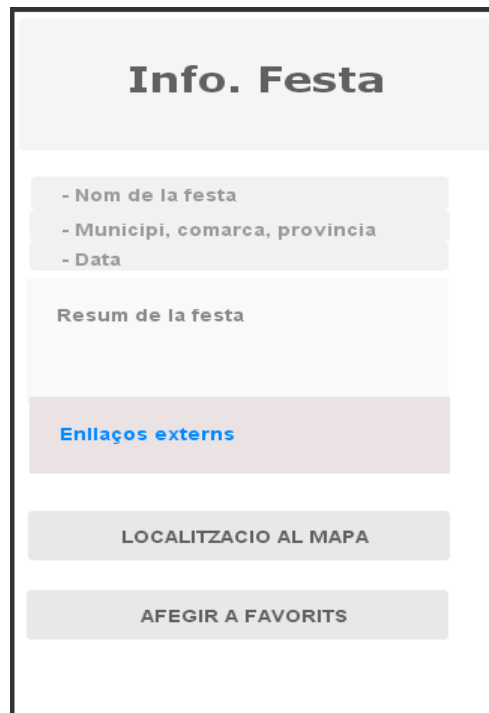 Info. Festa
- Nom de la festa
- Municipi, comarca, provincia
- Data
Resum de la festa
Enllaços externs
LOCALITZACIO AL MAPA
AFEGIR A FAVORITS